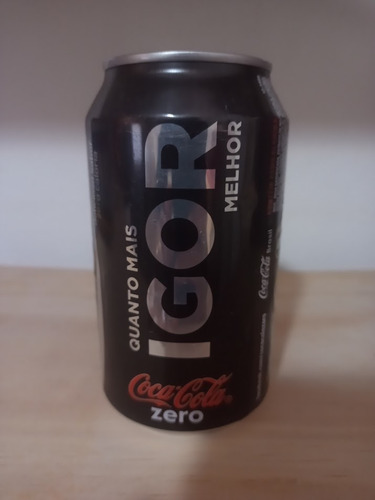 QUANTO MAIS
IGOR
MELHOR
Coca-Cola
zero
Coca-Cola Brasil